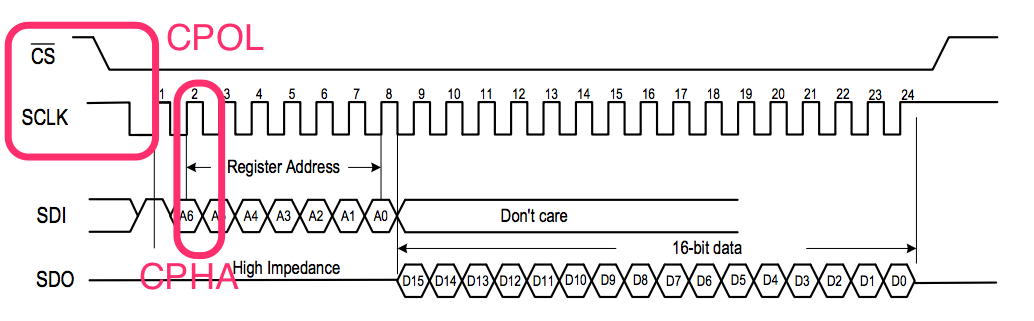 CPOL
C̅S̅
1 2 3 4 5 6 7 8 9 10 11 12 13 14 15 16 17 18 19 20 21 22 23 24
SCLK
Register Address
SDI A6 A5 A4 A3 A2 A1 A0 Don't care
16-bit data
CPHA High Impedance
SDO D15 D14 D13 D12 D11 D10 D9 D8 D7 D6 D5 D4 D3 D2 D1 D0